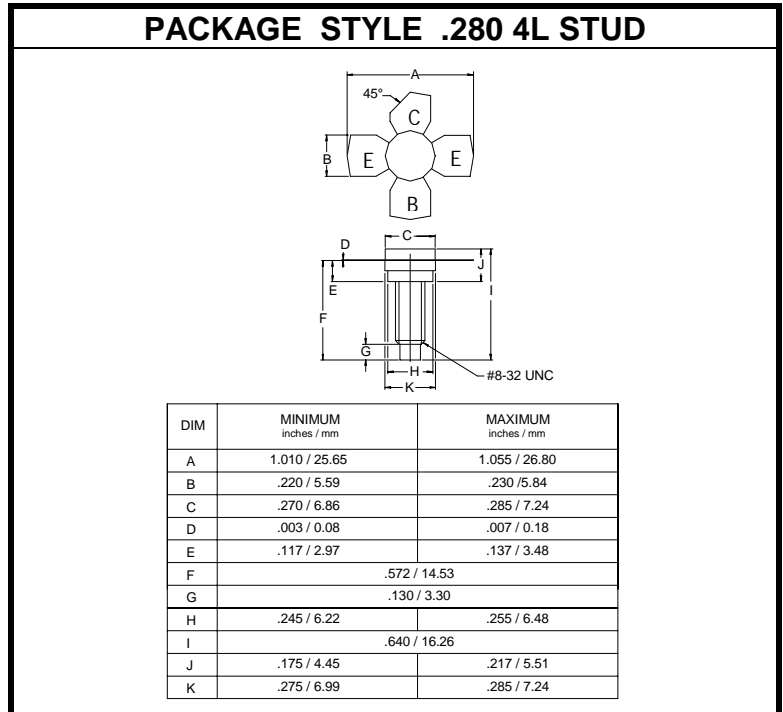 PACKAGE STYLE .280 4L STUD
A
45°
C
B E E
B
C
D
J
E I
F
G
H #8-32 UNC
K
DIM MINIMUM MAXIMUM
inches / mm inches / mm
A 1.010 / 25.65 1.055 / 26.80
B .220 / 5.59 .230 /5.84
C .270 / 6.86 .285 / 7.24
D .003 / 0.08 .007 / 0.18
E .117 / 2.97 .137 / 3.48
F .572 / 14.53
G .130 / 3.30
H .245 / 6.22 .255 / 6.48
I .640 / 16.26
J .175 / 4.45 .217 / 5.51
K .275 / 6.99 .285 / 7.24